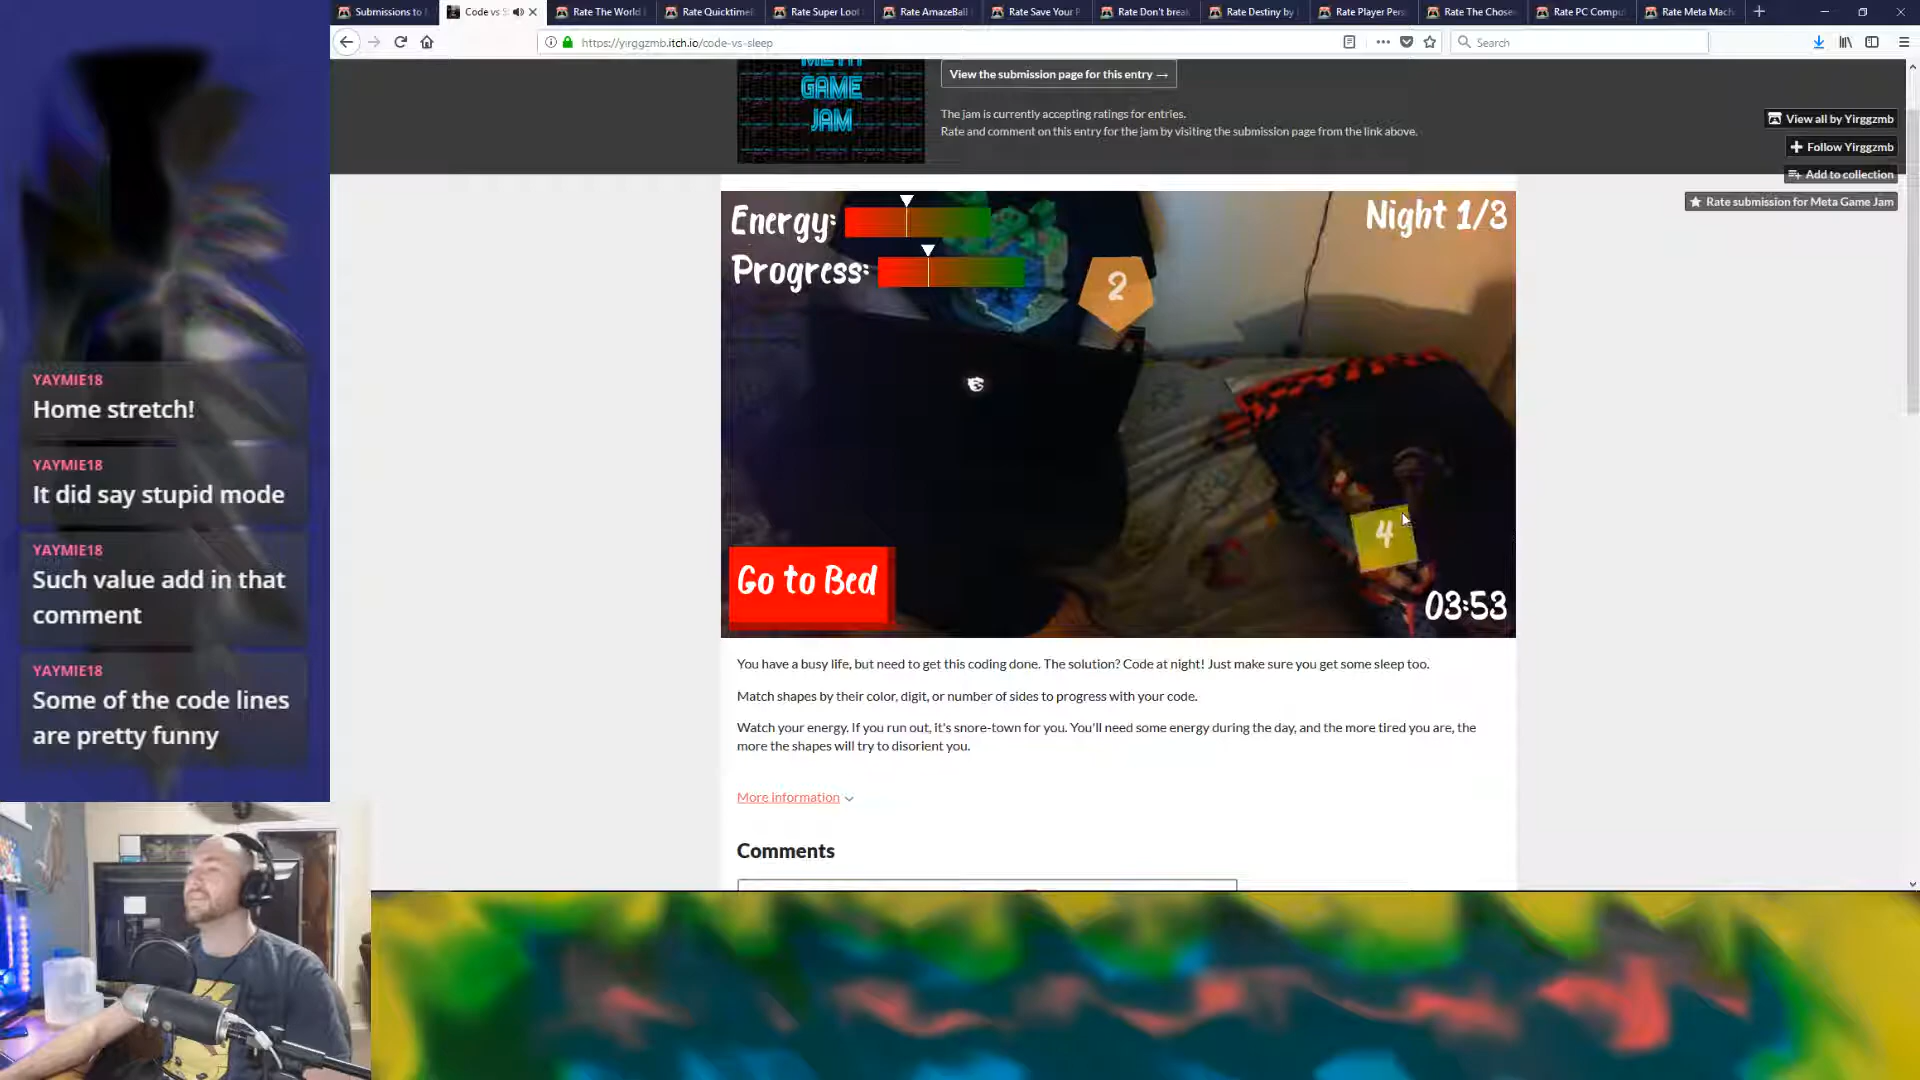 Submissions to
Code vs S
Rate The World
Rate Quicktime
Rate Super Loot
Rate AmazeBall
Rate Save Your P
Rate Don't break
Rate Destiny by
Rate Player Pers
Rate The Chose
Rate PC Compu
Rate Meta Mach
https://yirggzmb.itch.io/code-vs-sleep
Search
META
GAME
JAM
View the submission page for this entry →
The jam is currently accepting ratings for entries.
Rate and comment on this entry for the jam by visiting the submission page from the link above.
View all by Yirggzmb
Follow Yirggzmb
Add to collection
Rate submission for Meta Game Jam
Energy:
Progress:
Night 1/3
2
4
Go to Bed
03:53
You have a busy life, but need to get this coding done. The solution? Code at night! Just make sure you get some sleep too.
Match shapes by their color, digit, or number of sides to progress with your code.
Watch your energy. If you run out, it's snore-town for you. You'll need some energy during the day, and the more tired you are, the
more the shapes will try to disorient you.
More information
Comments
YAYMIE18
Home stretch!
YAYMIE18
It did say stupid mode
YAYMIE18
Such value add in that
comment
YAYMIE18
Some of the code lines
are pretty funny